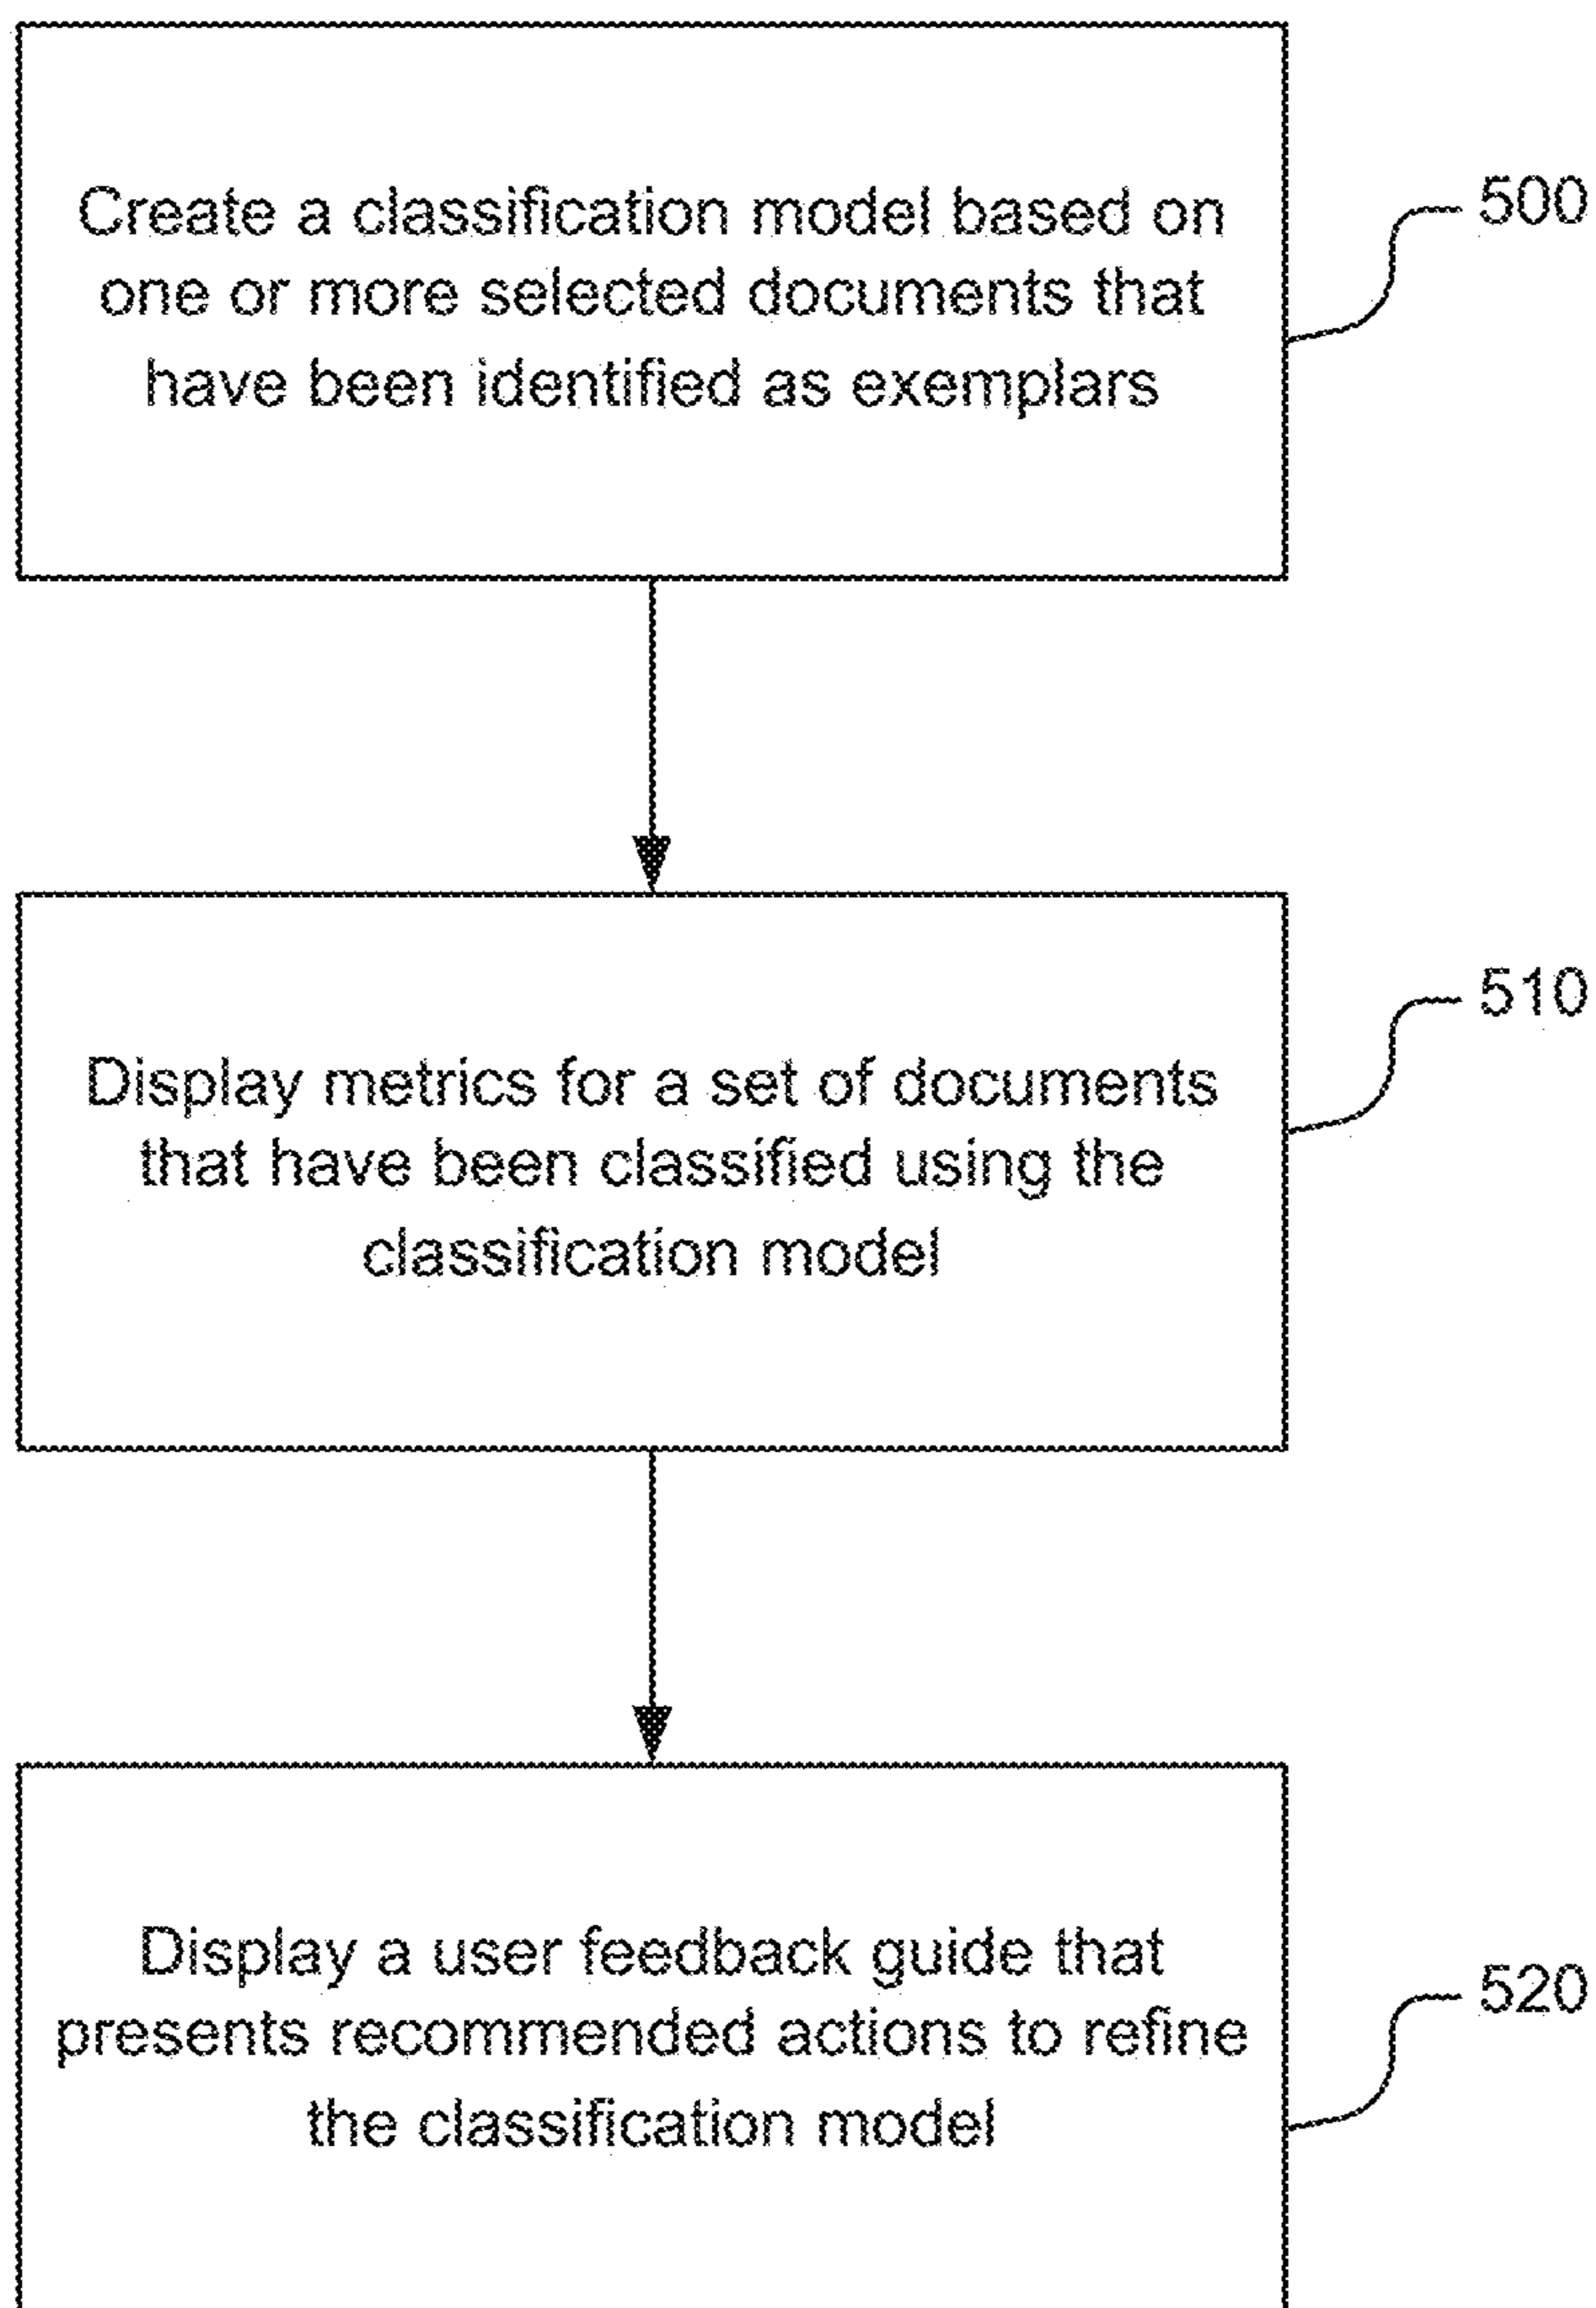 Create a classification model based on
one or more selected documents that
have been identified as exemplars
500
Display metrics for a set of documents
that have been classified using the
classification model
510
Display a user feedback guide that
presents recommended actions to refine
the classification model
520